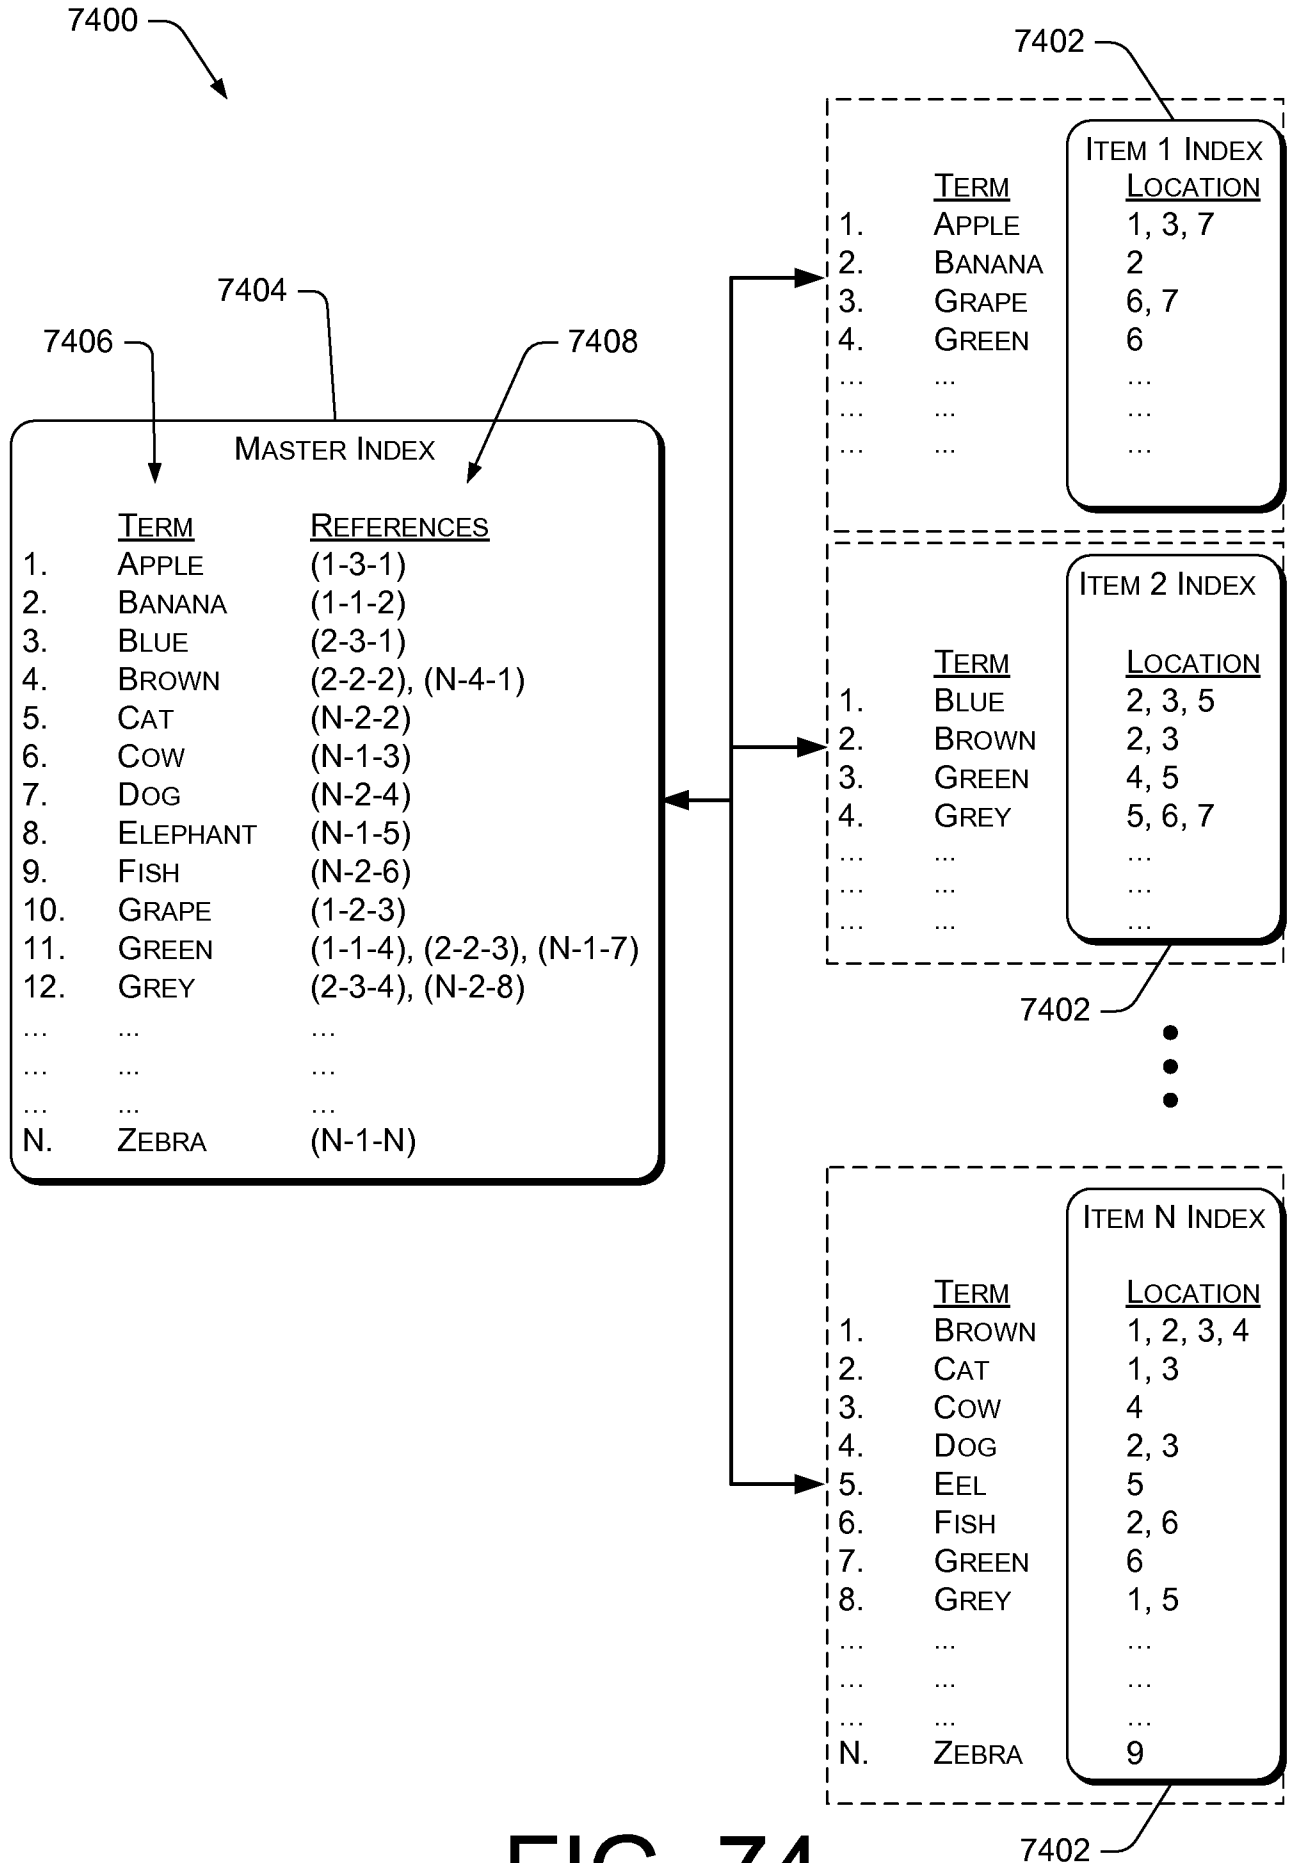 7400
7402
ITEM 1 INDEX
TERM LOCATION
1. APPLE 1, 3, 7
2. BANANA 2
3. GRAPE 6, 7
4. GREEN 6
... ... ...
... ... ...
... ... ...
7404
7406
7408
MASTER INDEX
TERM REFERENCES
1. APPLE (1-3-1)
2. BANANA (1-1-2)
3. BLUE (2-3-1)
4. BROWN (2-2-2), (N-4-1)
5. CAT (N-2-2)
6. COW (N-1-3)
7. DOG (N-2-4)
8. ELEPHANT (N-1-5)
9. FISH (N-2-6)
10. GRAPE (1-2-3)
11. GREEN (1-1-4), (2-2-3), (N-1-7)
12. GREY (2-3-4), (N-2-8)
... ... ...
... ... ...
... ... ...
N. ZEBRA (N-1-N)
ITEM 2 INDEX
TERM LOCATION
1. BLUE 2, 3, 5
2. BROWN 2, 3
3. GREEN 4, 5
4. GREY 5, 6, 7
... ... ...
... ... ...
... ... ...
7402
ITEM N INDEX
TERM LOCATION
1. BROWN 1, 2, 3, 4
2. CAT 1, 3
3. COW 4
4. DOG 2, 3
5. EEL 5
6. FISH 2, 6
7. GREEN 6
8. GREY 1, 5
... ... ...
... ... ...
... ... ...
N. ZEBRA 9
7402
FIG. 74